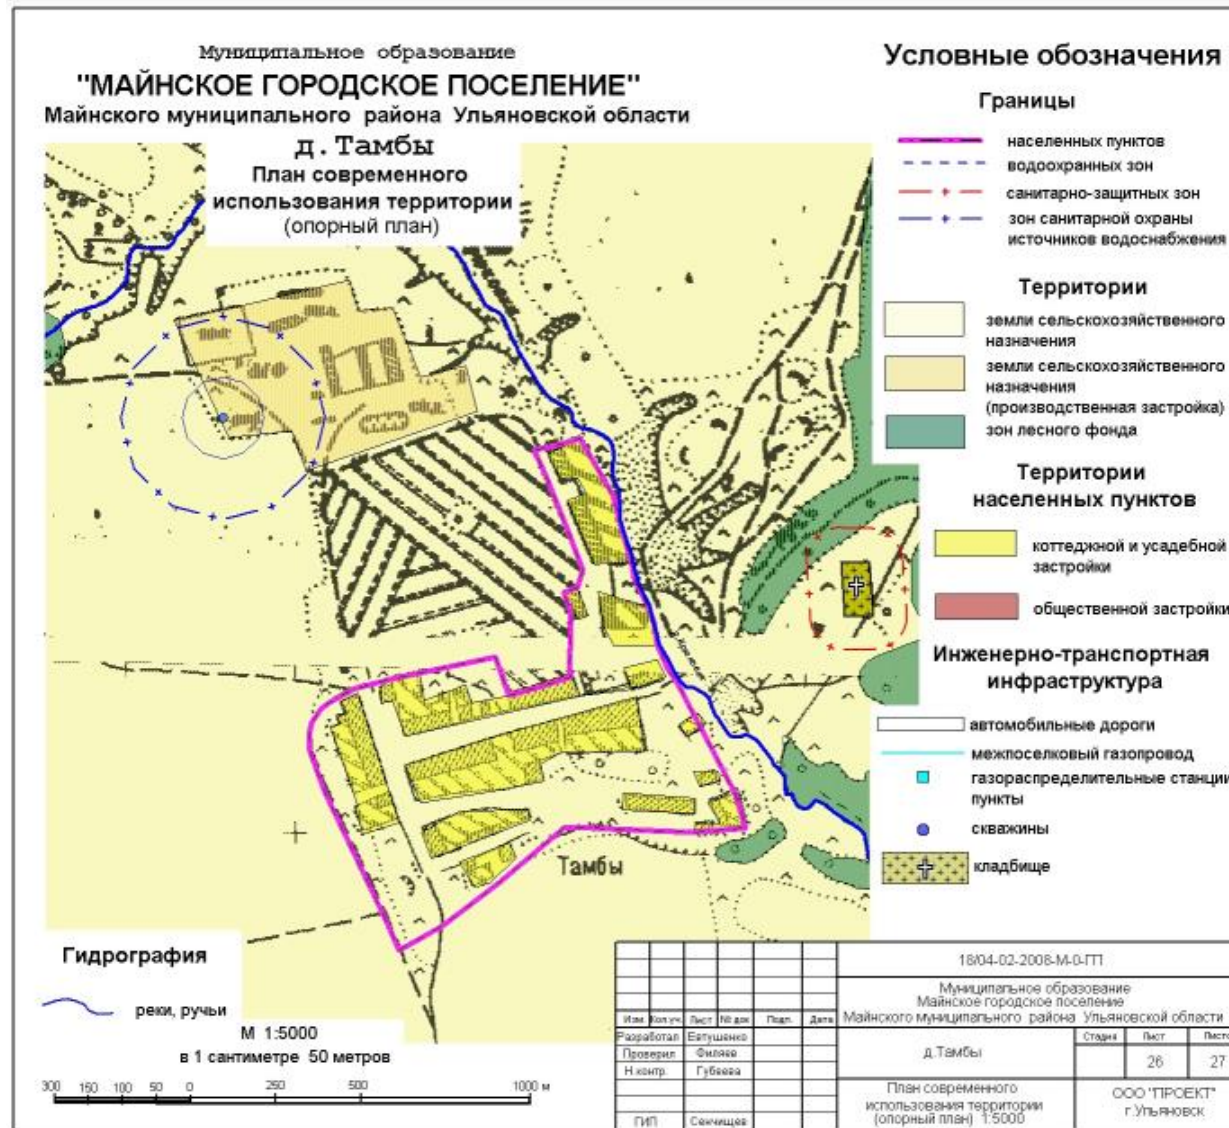 Муниципальное образование
"МАЙНСКОЕ ГОРОДСКОЕ ПОСЕЛЕНИЕ"
Майнского муниципального района Ульяновской области
д.Тамбы
План современного
использования территории
(опорный план)
Условные обозначения
Границы
населенных пунктов
водоохранных зон
санитарно-защитных зон
зон санитарной охраны
источников водоснабжения
Территории
земли сельскохозяйственного
назначения
земли сельскохозяйственного
назначения
(производственная застройка)
зон лесного фонда
Территории
населенных пунктов
коттеджной и усадебной
застройки
общественной застройки
Инженерно-транспортная
инфраструктура
автомобильные дороги
межпоселковый газопровод
газораспределительные станции
пункты
скважины
кладбище
Тамбы
Гидрография
реки, ручьи
М 1:5000
в 1 сантиметре 50 метров
300 150 100 50 0 250 500 1000 м
18/04-02-2008-М-0-ГП
Муниципальное образование
Майнское городское поселение
Майнского муниципального района Ульяновской области
Изм. Кол.уч. Лист № док Подп. Дата
Разработал Евтушенко
Проверил Филяев
Н.контр. Губеева
ГИП Сенчищев
д.Тамбы
Стадия Лист Листо
26 27
План современного
использования территории
(опорный план) 1:5000
ООО "ПРОЕКТ"
г.Ульяновск